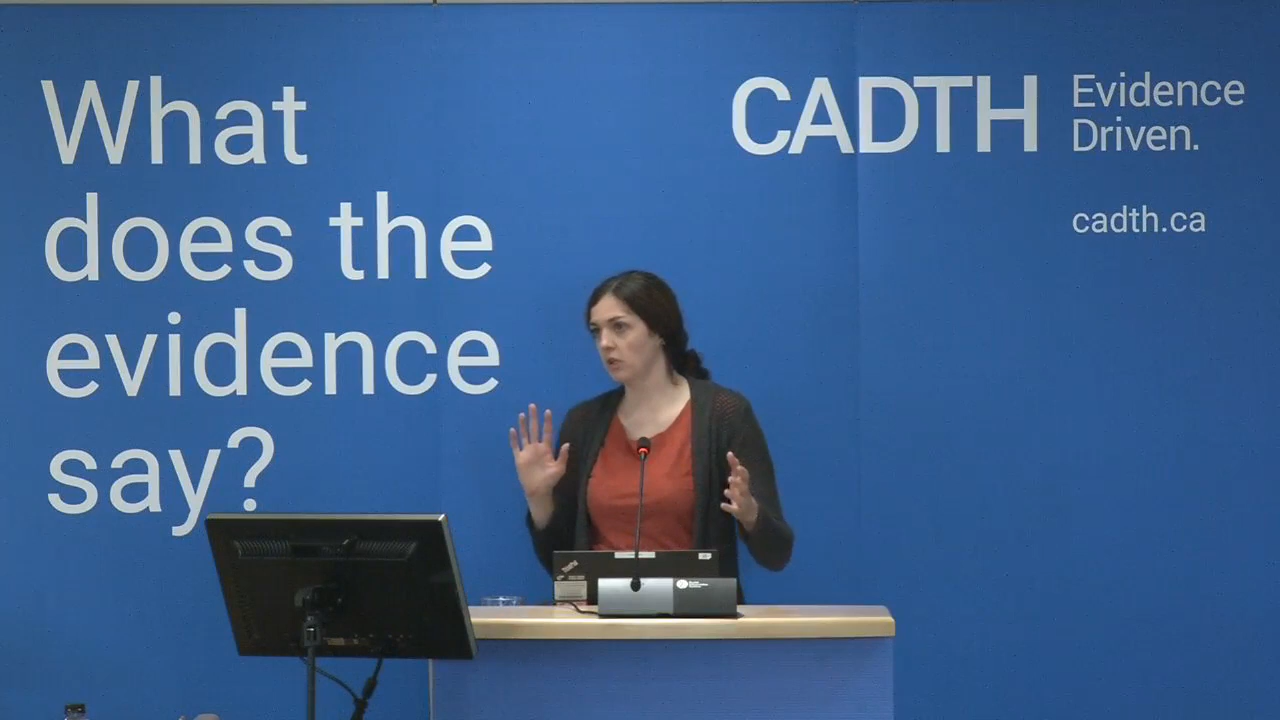 What
does the
evidence
say?
CADTH
Evidence
Driven.
cadth.ca